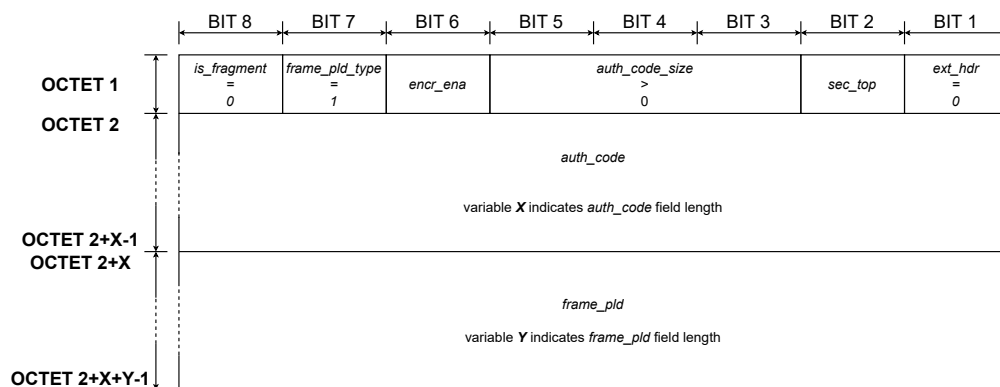 BIT 8 BIT 7 BIT 6 BIT 5 BIT 4 BIT 3 BIT 2 BIT 1
OCTET 1
is_fragment
=
0
frame_pld_type
=
1
encr_ena
auth_code_size
>
0
sec_top
ext_hdr
=
0
OCTET 2
auth_code
variable X indicates auth_code field length
OCTET 2+X-1
OCTET 2+X
frame_pld
variable Y indicates frame_pld field length
OCTET 2+X+Y-1